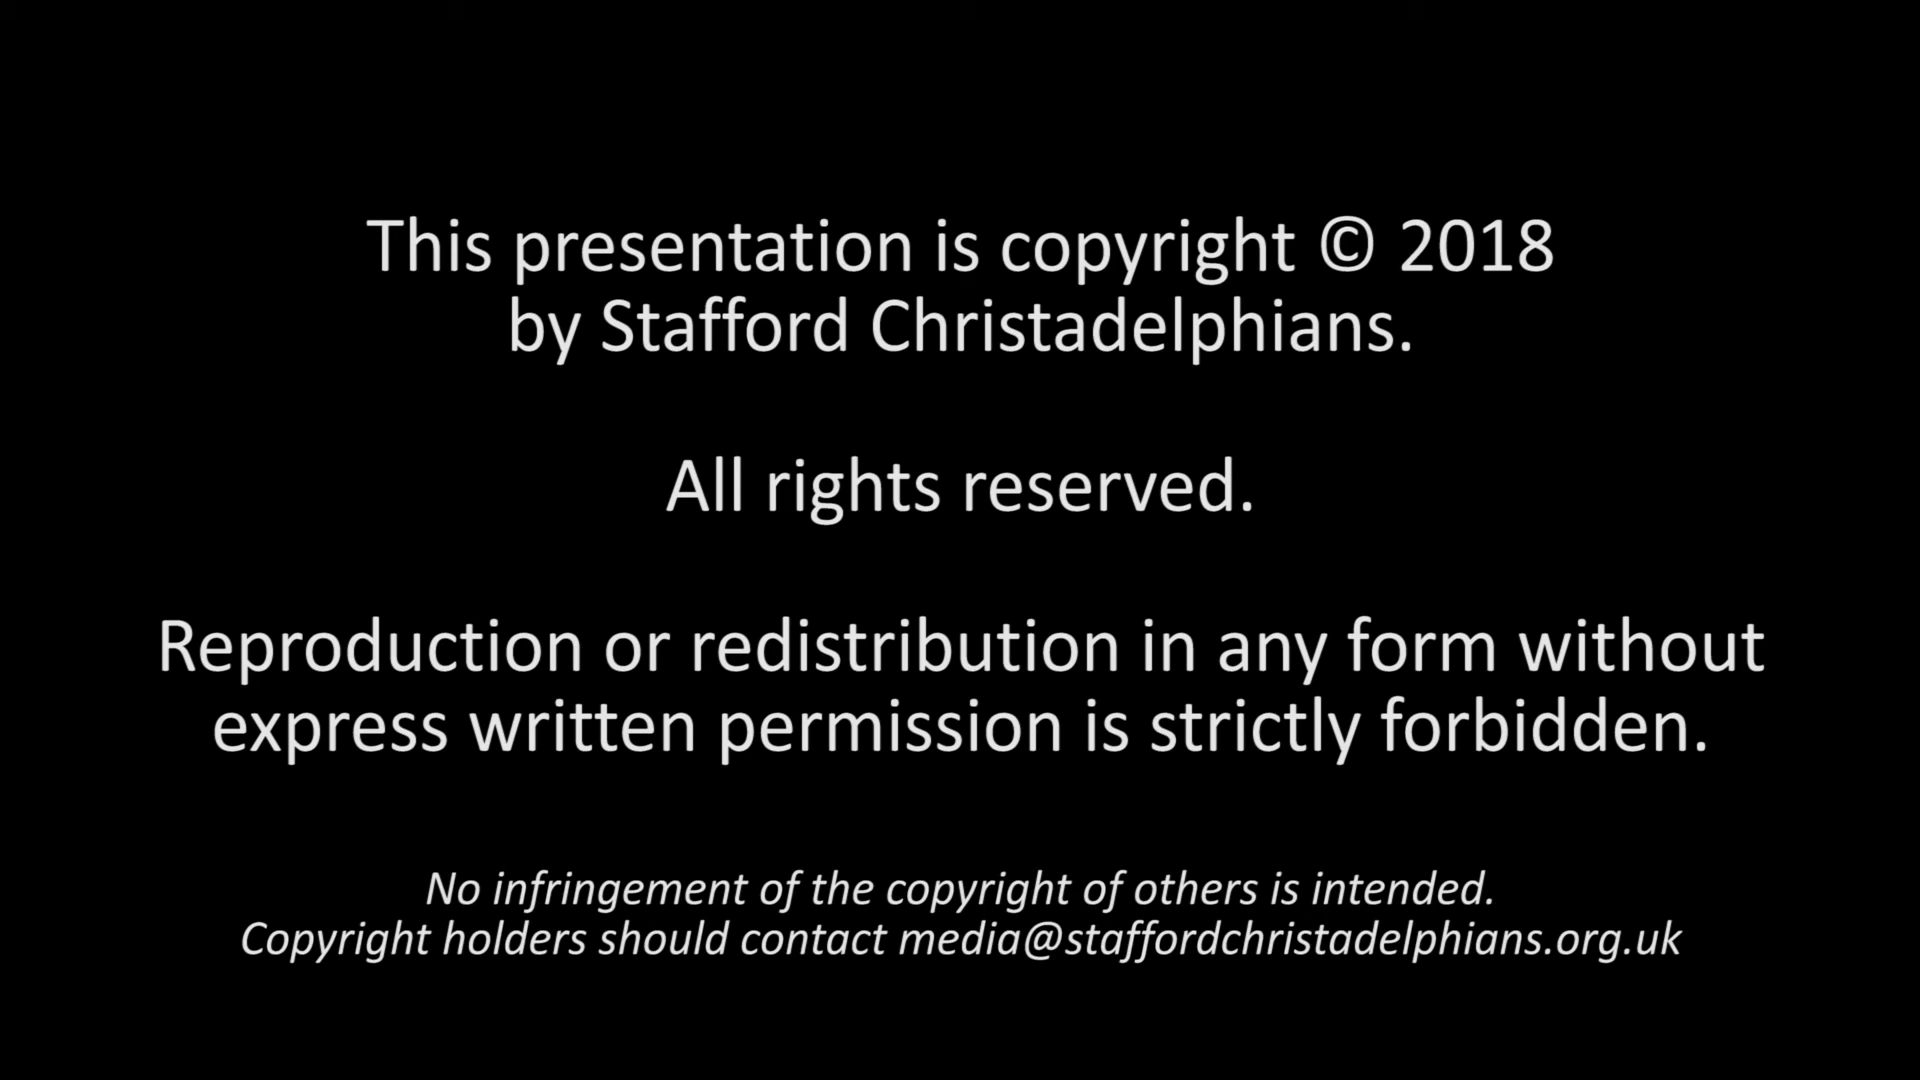 This presentation is copyright © 2018
by Stafford Christadelphians.
All rights reserved.
Reproduction or redistribution in any form without
express written permission is strictly forbidden.
No infringement of the copyright of others is intended.
Copyright holders should contact media@staffordchristadelphians.org.uk